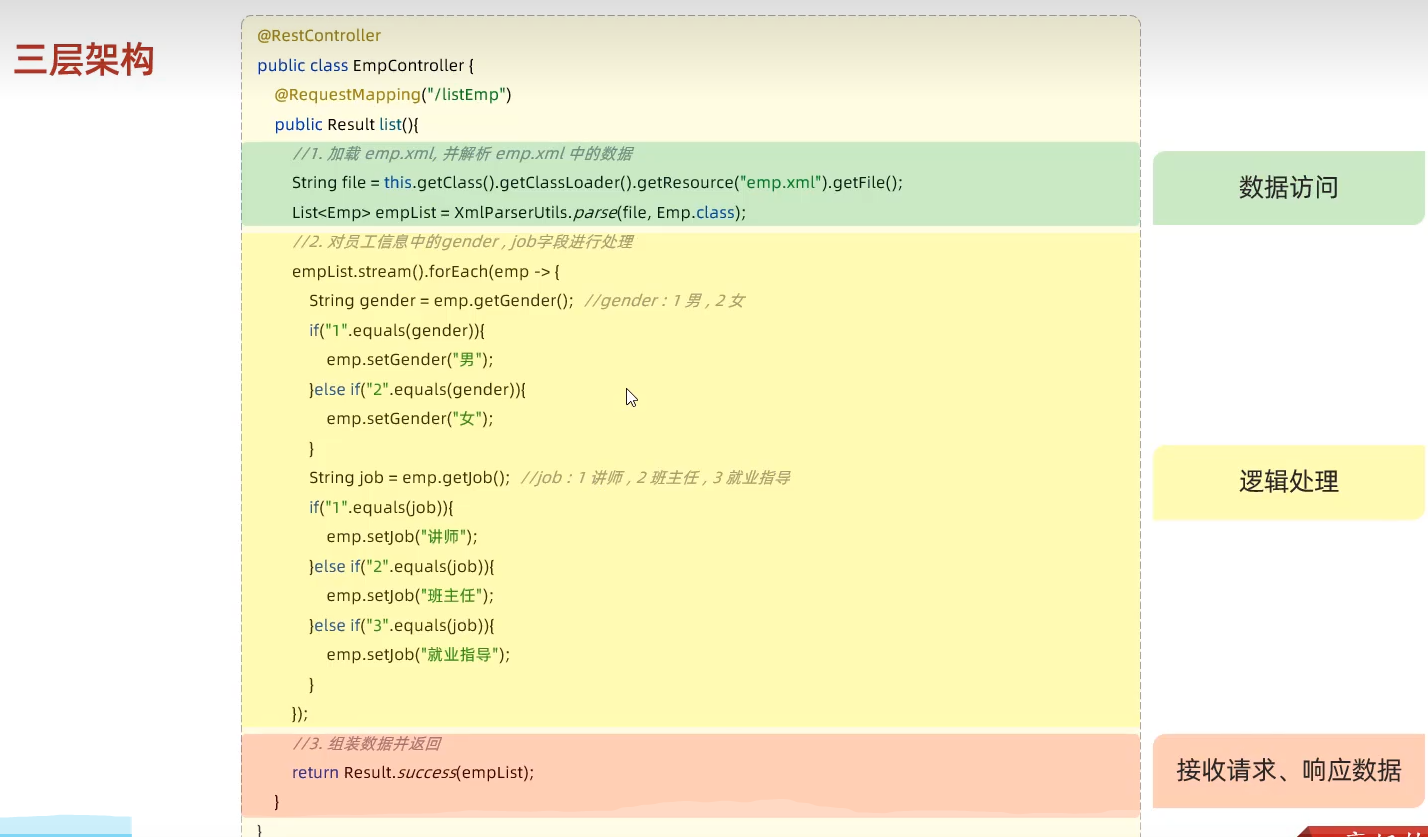 三层架构
@RestController
public class EmpController {
@RequestMapping("/listEmp")
public Result list(){
//1. 加载 emp.xml, 并解析 emp.xml 中的数据
String file = this.getClass().getClassLoader().getResource("emp.xml").getFile();
List<Emp> empList = XmlParserUtils.parse(file, Emp.class);
数据访问
//2. 对员工信息中的gender , job字段进行处理
empList.stream().forEach(emp -> {
String gender = emp.getGender(); //gender : 1 男 , 2 女
if("1".equals(gender)){
emp.setGender("男");
}else if("2".equals(gender)){
emp.setGender("女");
}
String job = emp.getJob(); //job : 1 讲师 , 2 班主任 , 3 就业指导
if("1".equals(job)){
emp.setJob("讲师");
}else if("2".equals(job)){
emp.setJob("班主任");
}else if("3".equals(job)){
emp.setJob("就业指导");
}
});
逻辑处理
//3. 组装数据并返回
return Result.success(empList);
}
接收请求、响应数据
}